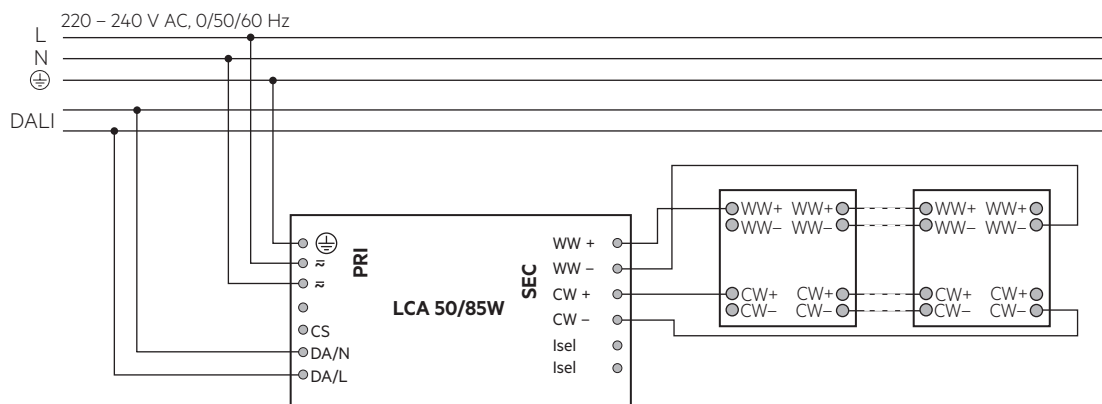 220 – 240 V AC, 0/50/60 Hz
L
N
DALI
PRI
CS
DA/N
DA/L
LCA 50/85W
SEC
WW +
WW –
CW +
CW –
Isel
Isel
WW+ WW+ WW+ WW+
WW– WW– WW– WW–
CW+ CW+ CW+ CW+
CW– CW– CW– CW–